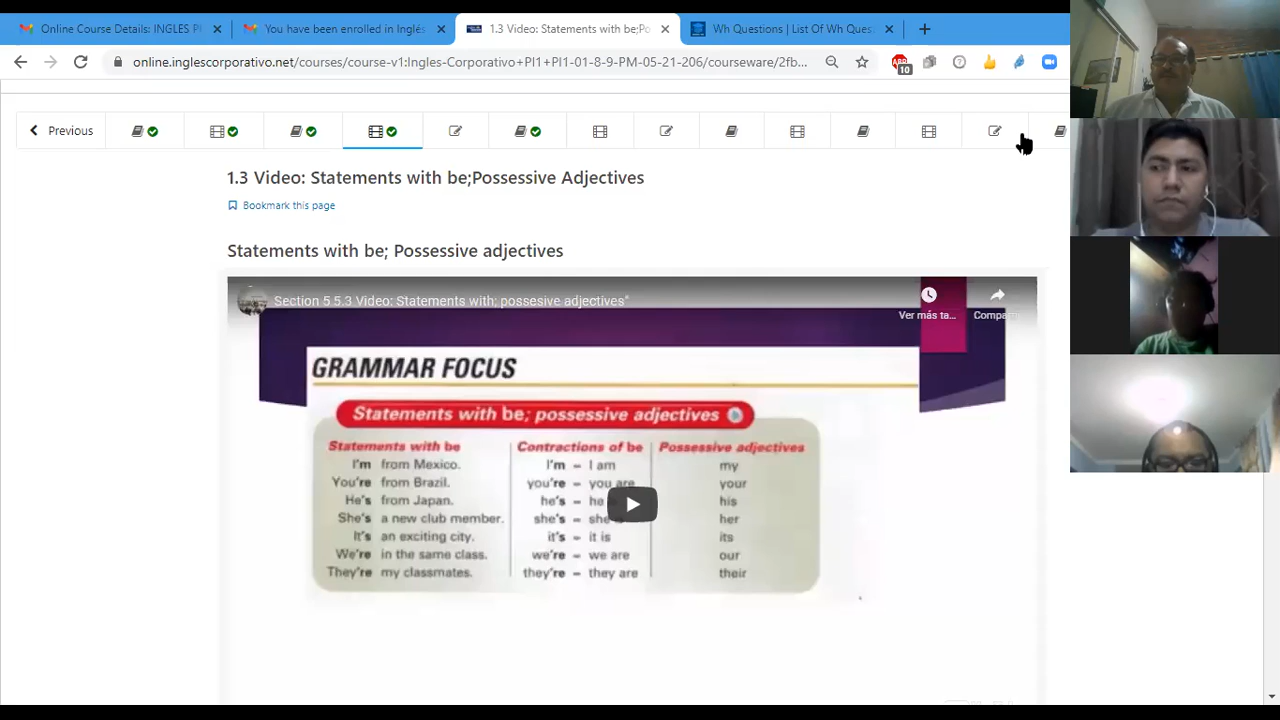 Online Course Details: INGLES PI
You have been enrolled in Inglés
1.3 Video: Statements with be;Po
Wh Questions | List Of Wh Ques
online.inglescorporativo.net/courses/course-v1:Ingles-Corporativo+PI1+PI1-01-8-9-PM-05-21-206/courseware/2fb...
10
Previous
1.3 Video: Statements with be;Possessive Adjectives
Bookmark this page
Statements with be; Possessive adjectives
Section 5.5.3 Video: Statements with; possesive adjectives"
Ver más ta...
GRAMMAR FOCUS
Statements with be; possessive adjectives
Statements with be Contractions of be Possessive adjectives
I'm from Mexico. I'm = I am my
You're from Brazil. you're = you are your
He's from Japan. he's = he his
She's a new club member. she's = she her
It's an exciting city. it's = it is its
We're in the same class. we're = we are our
They're my classmates. they're = they are their